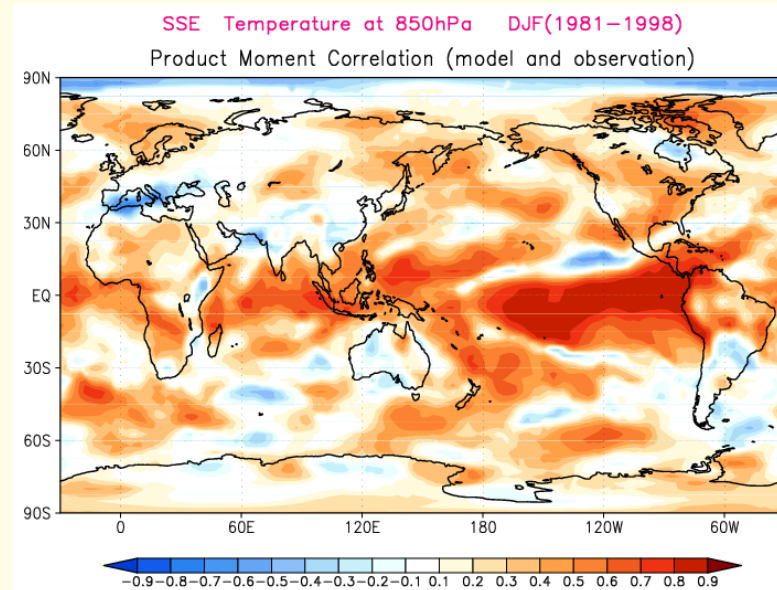 SSE Temperature at 850hPa DJF(1981-1998)
Product Moment Correlation (model and observation)
90N
60N
30N
EQ
30S
60S
90S
0 60E 120E 180 120W 60W
-0.9 -0.8 -0.7 -0.6 -0.5 -0.4 -0.3 -0.2 -0.1 0.1 0.2 0.3 0.4 0.5 0.6 0.7 0.8 0.9